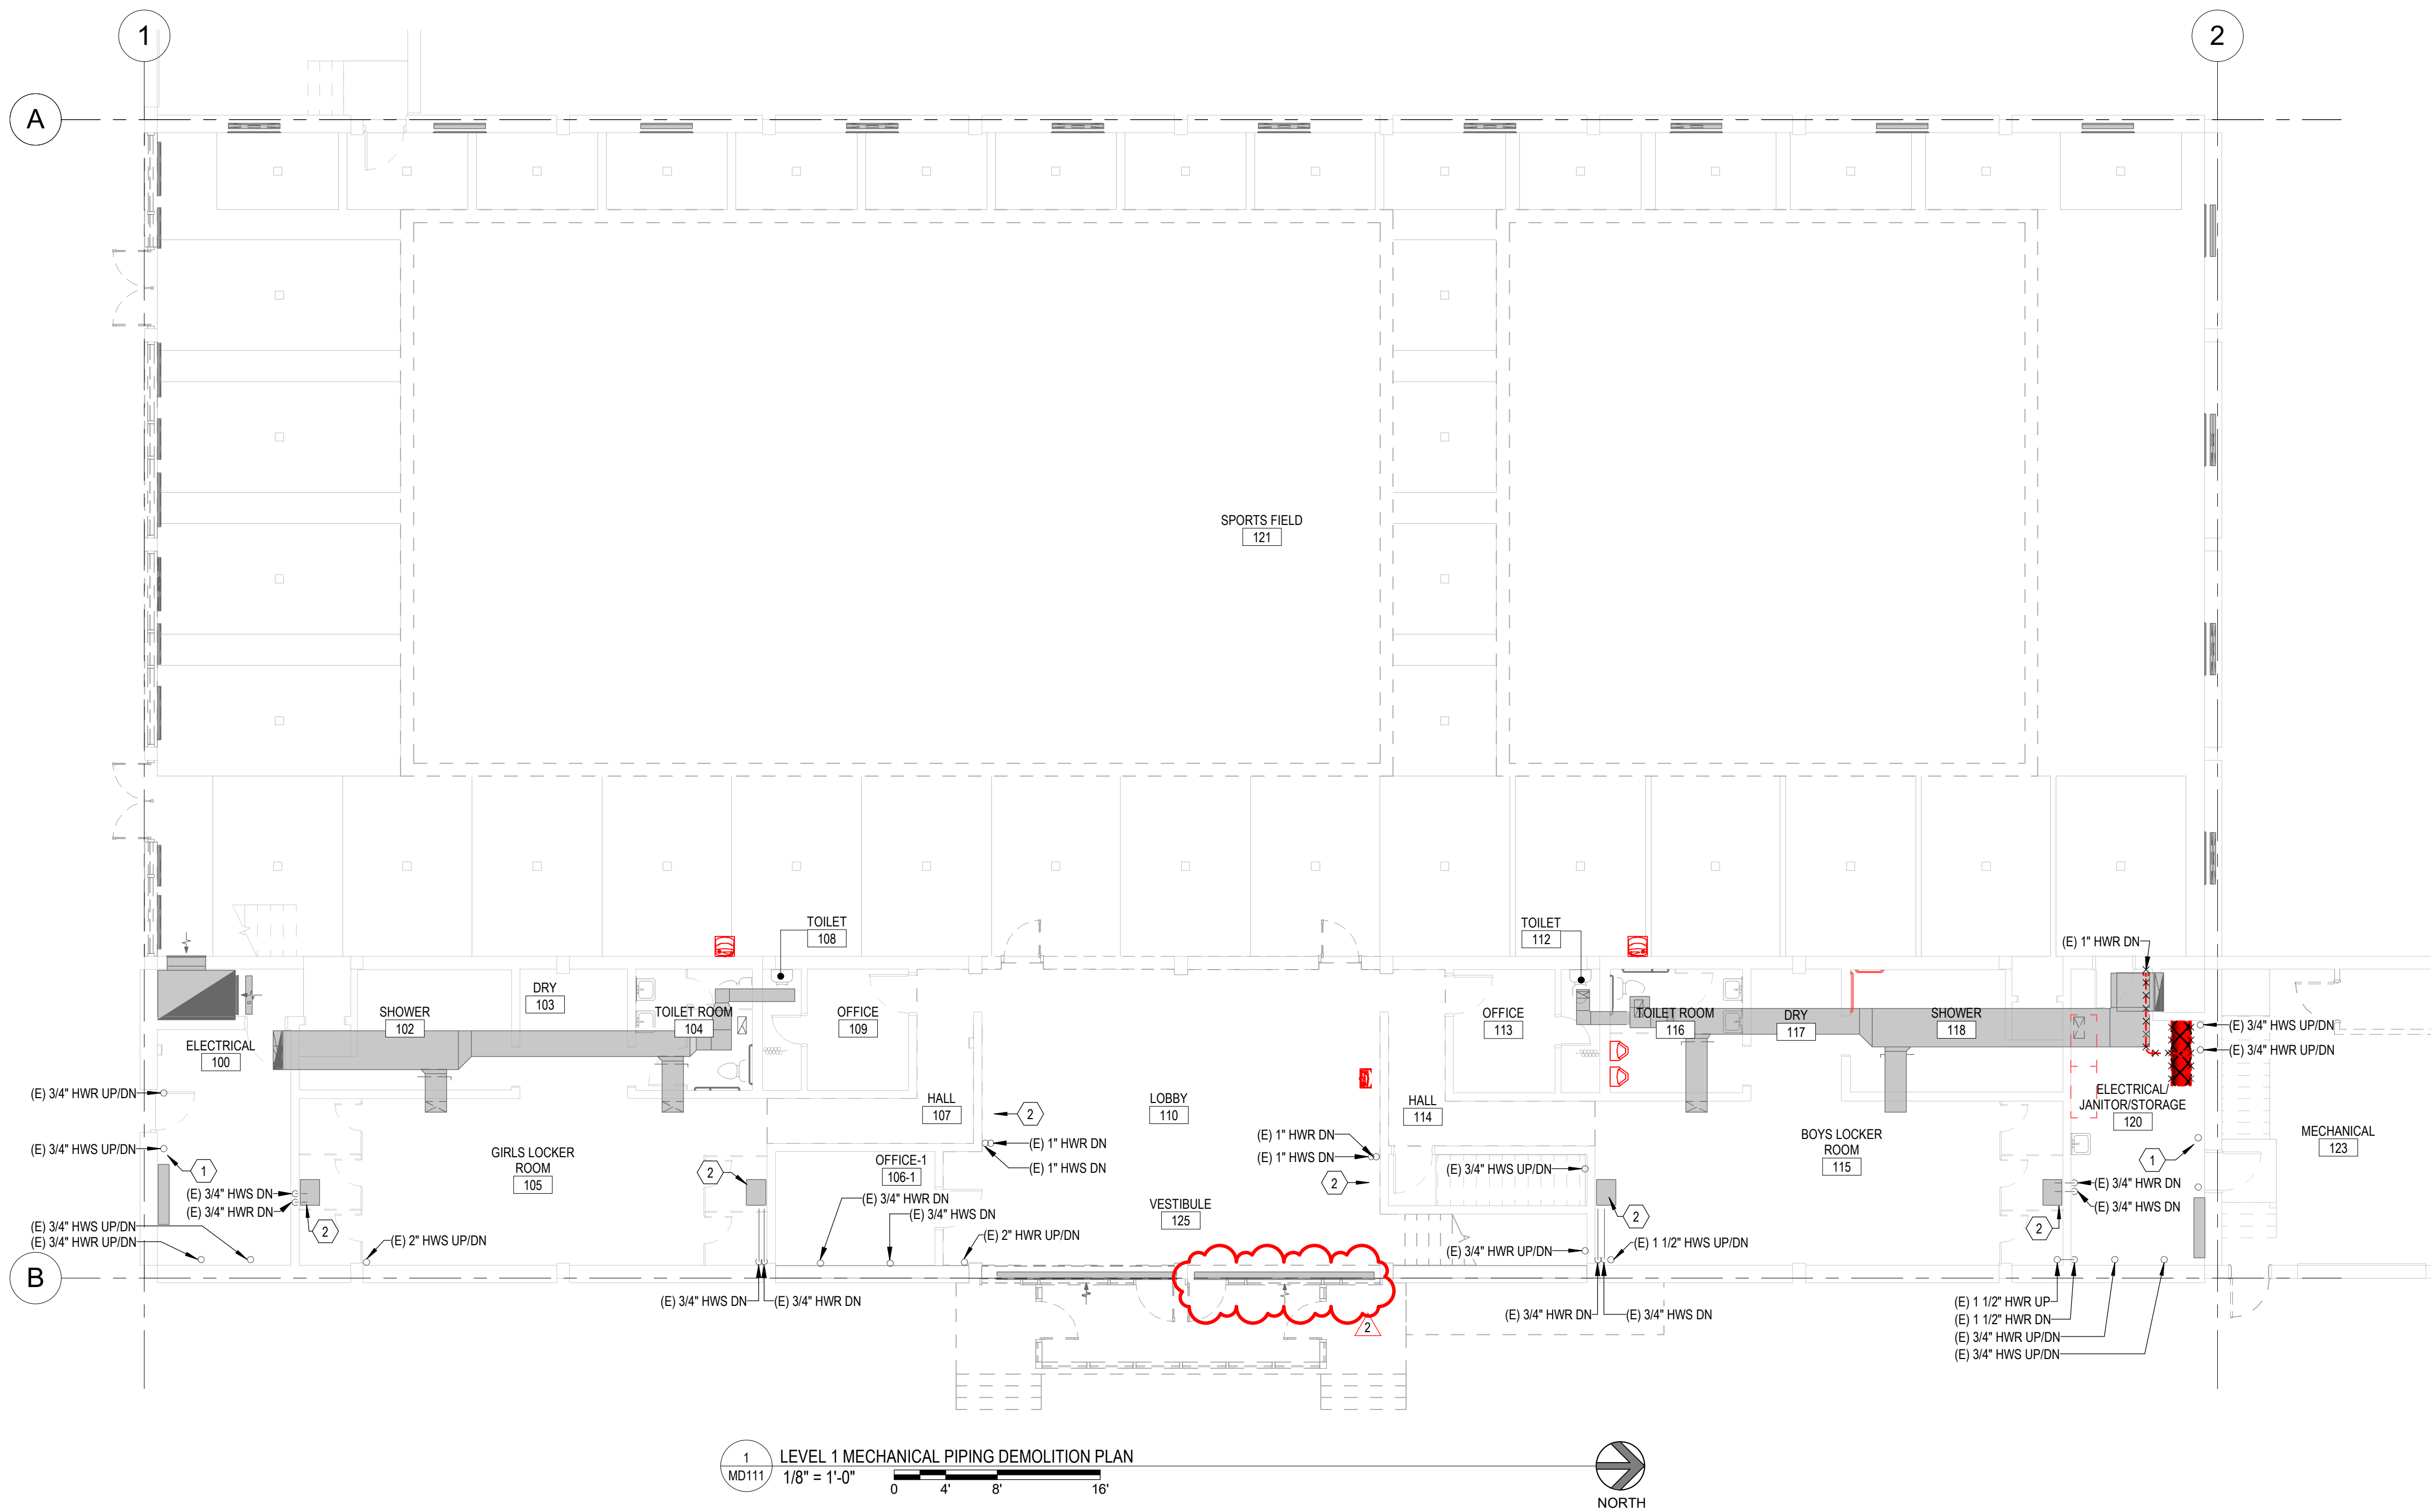 1
2
A
SPORTS FIELD
121
TOILET
108
TOILET
112
(E) 1" HWR DN
DRY
103
SHOWER
102
TOILET ROOM
104
OFFICE
109
OFFICE
113
TOILET ROOM
116
DRY
117
SHOWER
118
(E) 3/4" HWS UP/DN
(E) 3/4" HWR UP/DN
ELECTRICAL
100
(E) 3/4" HWR UP/DN
HALL
107
2
LOBBY
110
HALL
114
ELECTRICAL/
JANITOR/STORAGE
120
(E) 3/4" HWS UP/DN
1
GIRLS LOCKER
ROOM
105
2
OFFICE-1
106-1
(E) 1" HWR DN
(E) 1" HWS DN
(E) 1" HWR DN
(E) 1" HWS DN
2
(E) 3/4" HWS UP/DN
BOYS LOCKER
ROOM
115
1
MECHANICAL
123
(E) 3/4" HWS DN
(E) 3/4" HWR DN
2
(E) 3/4" HWR DN
(E) 3/4" HWS DN
(E) 2" HWR UP/DN
VESTIBULE
125
2
(E) 3/4" HWR DN
(E) 3/4" HWS DN
2
(E) 3/4" HWS UP/DN
(E) 3/4" HWR UP/DN
(E) 2" HWS UP/DN
(E) 3/4" HWR UP/DN
(E) 1 1/2" HWS UP/DN
B
(E) 3/4" HWS DN
(E) 3/4" HWR DN
2
(E) 3/4" HWR DN
(E) 3/4" HWS DN
(E) 1 1/2" HWR UP
(E) 1 1/2" HWR DN
(E) 3/4" HWR UP/DN
(E) 3/4" HWS UP/DN
1
MD111
LEVEL 1 MECHANICAL PIPING DEMOLITION PLAN
1/8" = 1'-0"
0 4' 8' 16'
NORTH